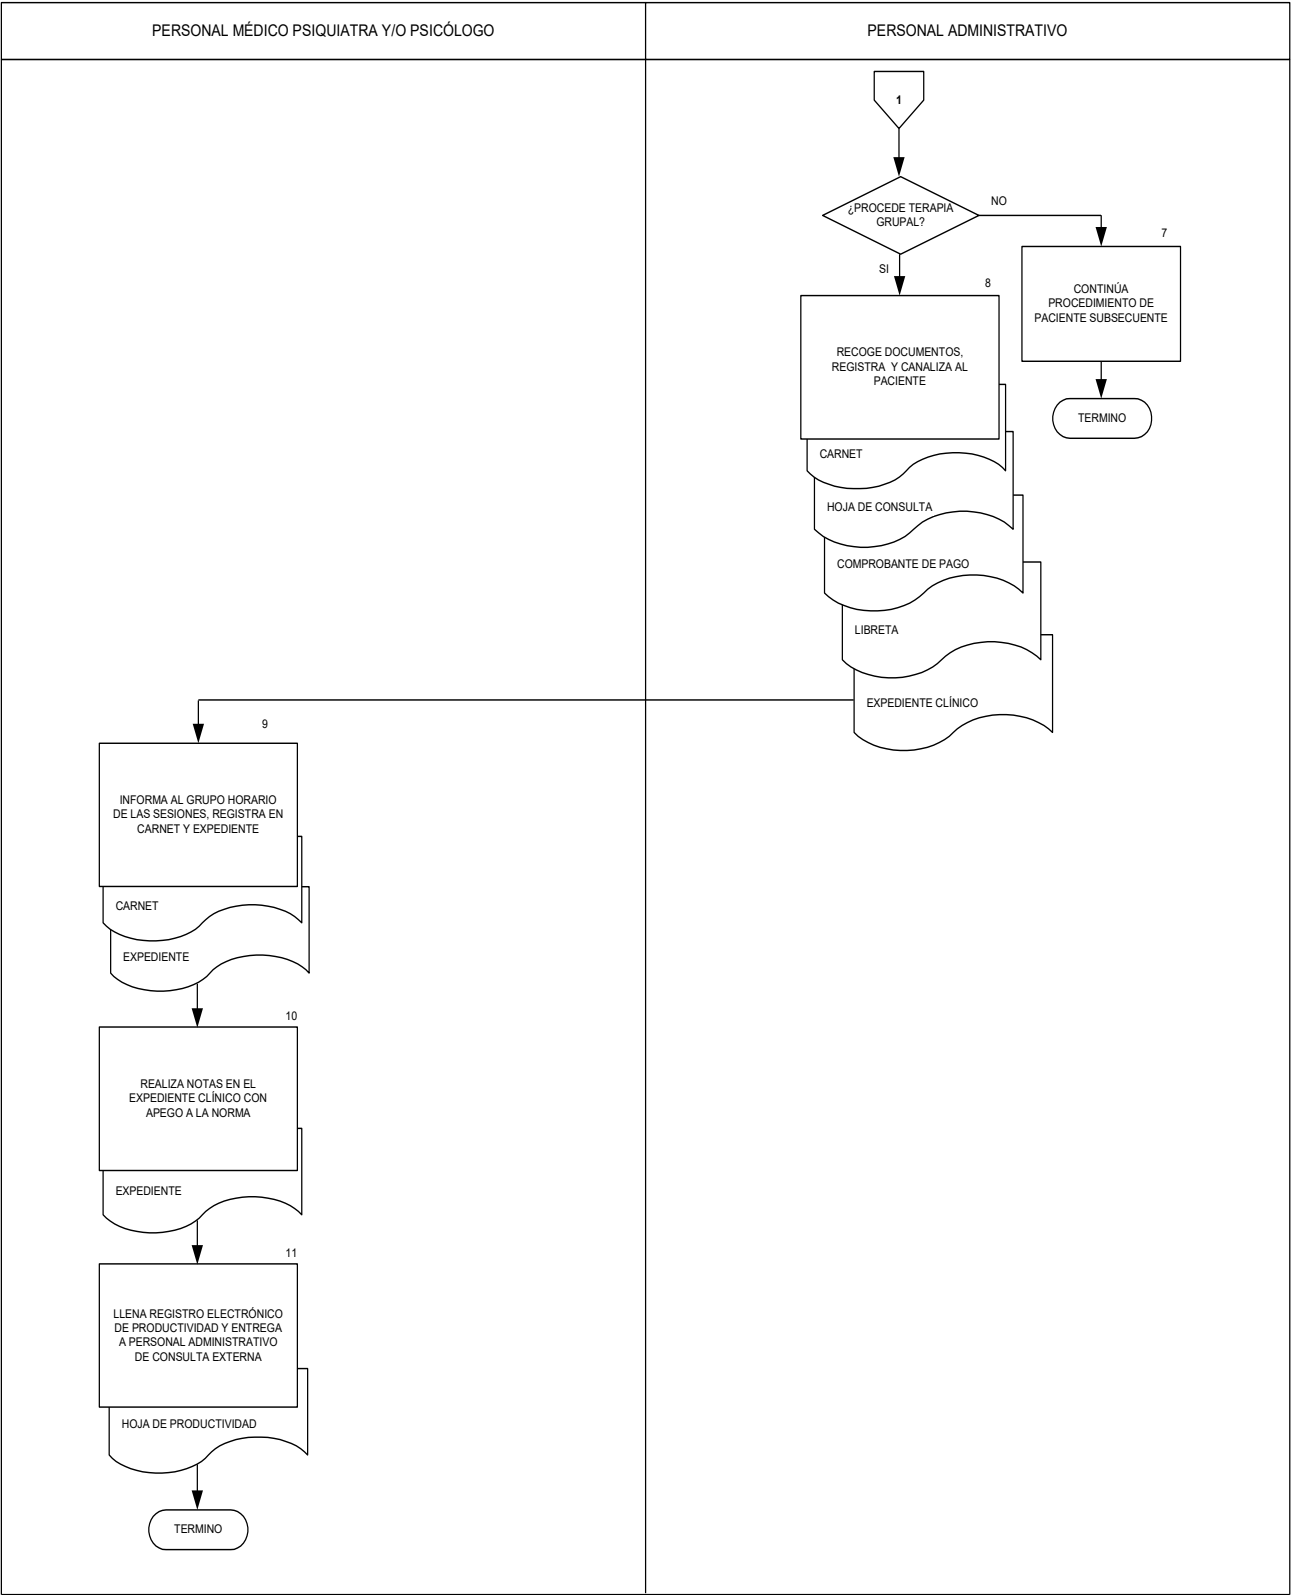 PERSONAL MÉDICO PSIQUIATRA Y/O PSICÓLOGO
PERSONAL ADMINISTRATIVO
1
¿PROCEDE TERAPIA
GRUPAL?
NO
7
CONTINÚA
PROCEDIMIENTO DE
PACIENTE SUBSECUENTE
TERMINO
SI
8
RECOGE DOCUMENTOS,
REGISTRA Y CANALIZA AL
PACIENTE
CARNET
HOJA DE CONSULTA
COMPROBANTE DE PAGO
LIBRETA
EXPEDIENTE CLÍNICO
9
INFORMA AL GRUPO HORARIO
DE LAS SESIONES, REGISTRA EN
CARNET Y EXPEDIENTE
CARNET
EXPEDIENTE
10
REALIZA NOTAS EN EL
EXPEDIENTE CLÍNICO CON
APEGO A LA NORMA
EXPEDIENTE
11
LLENA REGISTRO ELECTRÓNICO
DE PRODUCTIVIDAD Y ENTREGA
A PERSONAL ADMINISTRATIVO
DE CONSULTA EXTERNA
HOJA DE PRODUCTIVIDAD
TERMINO